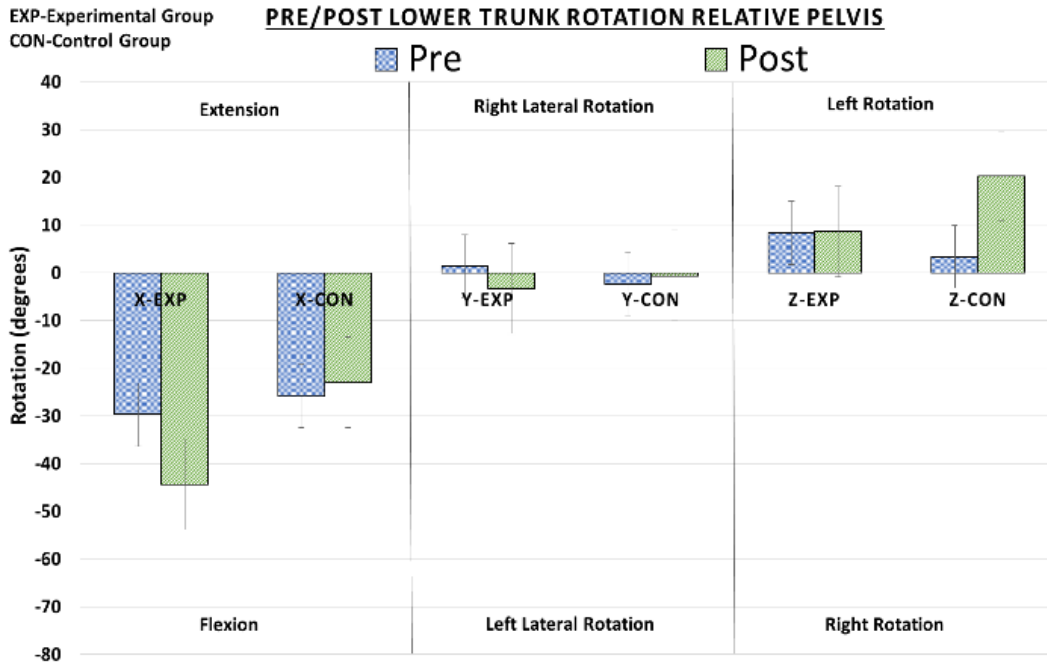 EXP-Experimental Group
CON-Control Group
PRE/POST LOWER TRUNK ROTATION RELATIVE PELVIS
Pre Post
Rotation (degrees)
40
30
20
10
0
-10
-20
-30
-40
-50
-60
-70
-80
Extension Right Lateral Rotation Left Rotation
X-EXP X-CON Y-EXP Y-CON Z-EXP Z-CON
Flexion Left Lateral Rotation Right Rotation